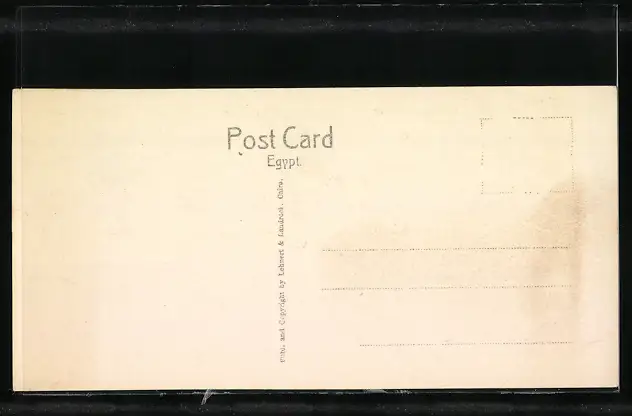 Post Card
Egypt.
Phot. and Copyright by Lehnert & Landrock, Cairo.